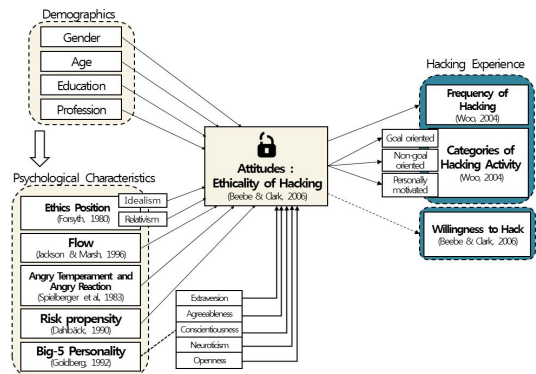 Demographics
Gender
Age
Education
Profession
Psychological Characteristics
Ethics Position
(Forsyth, 1980)
Idealism
Relativism
Flow
(Jackson & Marsh, 1996)
Angry Temperament and
Angry Reaction
(Spielberger et al, 1983)
Risk propensity
(Dahlbäck, 1990)
Big-5 Personality
(Goldberg, 1992)
Extraversion
Agreeableness
Conscientiousness
Neuroticism
Openness
Attitudes :
Ethicality of Hacking
(Beebe & Clark, 2006)
Hacking Experience
Frequency of
Hacking
(Woo, 2004)
Goal oriented
Non-goal
oriented
Personally
motivated
Categories of
Hacking Activity
(Woo, 2004)
Willingness to Hack
(Beebe & Clark, 2006)